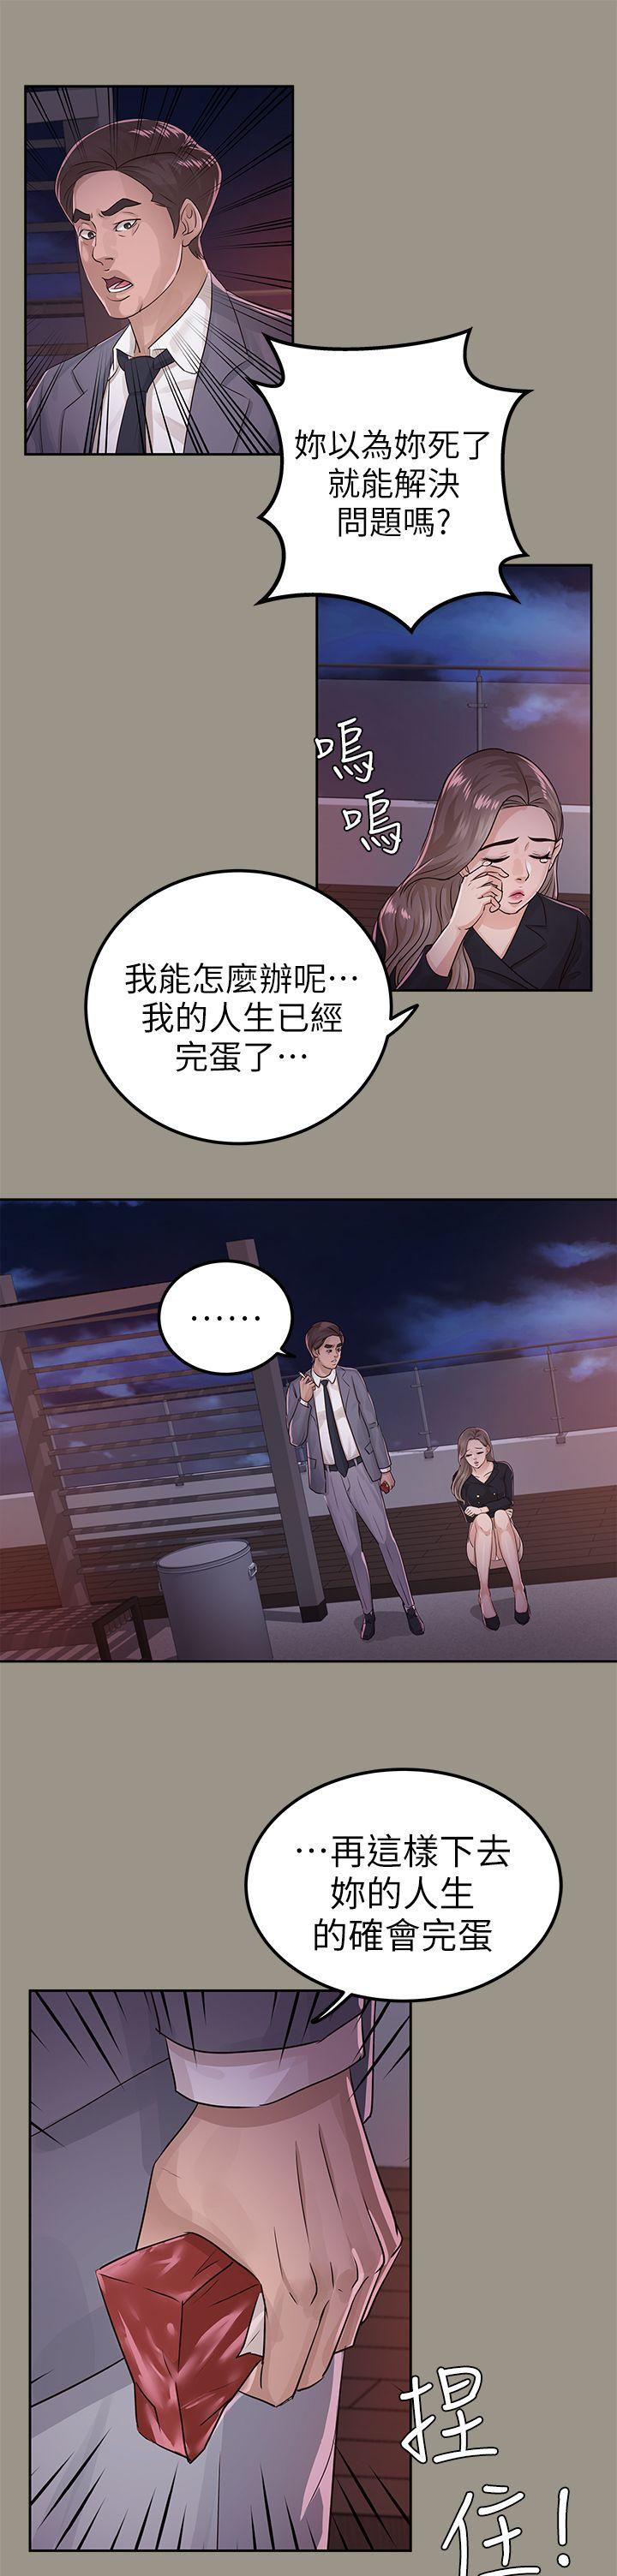 妳以為妳死了
就能解決
問題嗎?
嗚
嗚
我能怎麼辦呢⋯
我的人生已經
完蛋了⋯
⋯⋯
⋯再這樣下去
妳的人生
的確會完蛋
捏
住!